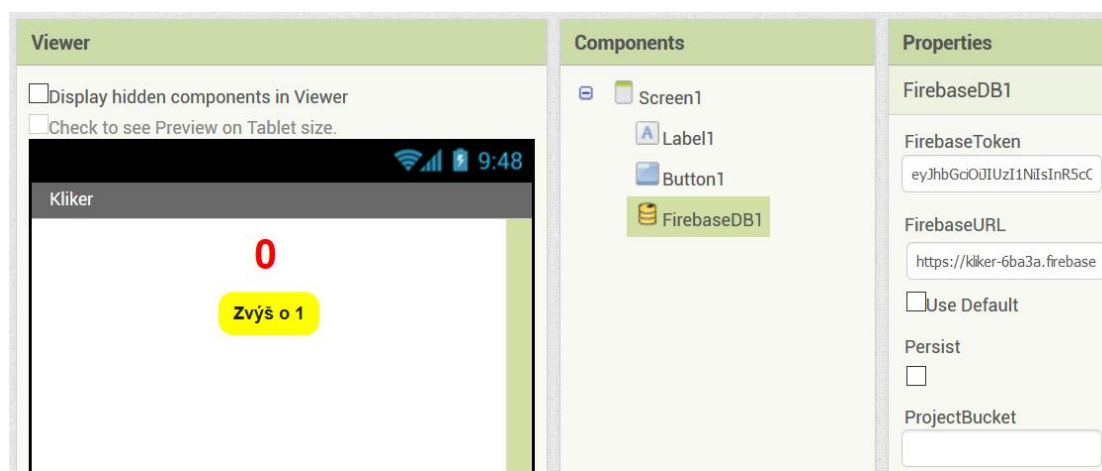 Viewer
Display hidden components in Viewer
Check to see Preview on Tablet size.
9:48
Kliker
0
Zvýš o 1
Components
Screen1
A Label1
Button1
FirebaseDB1
Properties
FirebaseDB1
FirebaseToken
eyJhbGciOiJIUzI1NiIsInR5cC
FirebaseURL
https://kliker-6ba3a.firebase
Use Default
Persist
ProjectBucket